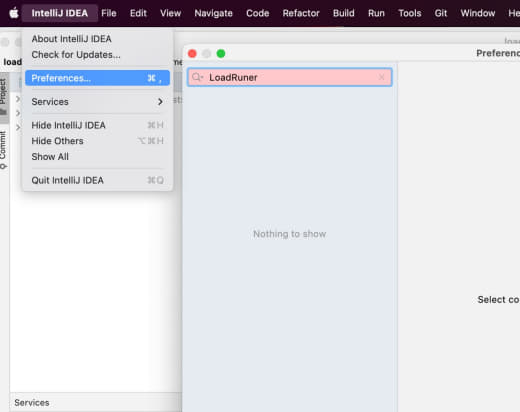 IntelliJ IDEA File Edit View Navigate Code Refactor Build Run Tools Git Window He
About IntelliJ IDEA
Check for Updates...
Preferences... ⌘ ,
Services
Hide IntelliJ IDEA ⌘H
Hide Others ⌥⌘H
Show All
Quit IntelliJ IDEA ⌘Q
load
me
Project
Commit
Preferenc
LoadRuner
Nothing to show
Select co
Services